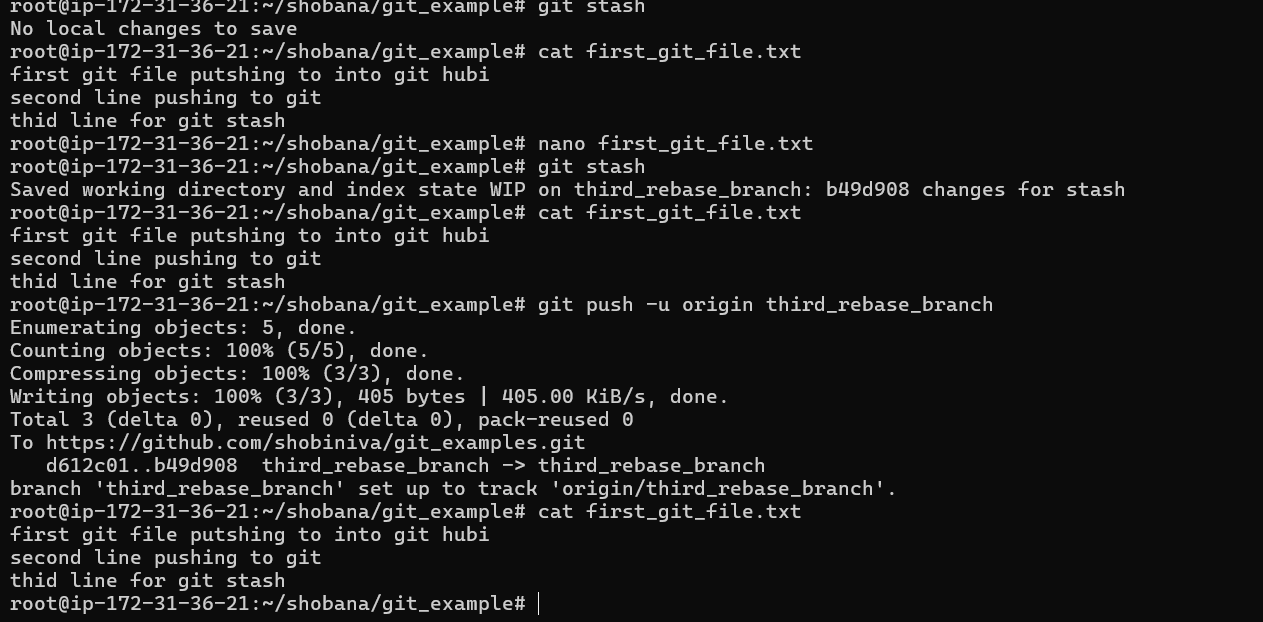 root@ip-172-31-36-21:~/shobana/git_example# git stash
No local changes to save
root@ip-172-31-36-21:~/shobana/git_example# cat first_git_file.txt
first git file putshing to into git hubi
second line pushing to git
thid line for git stash
root@ip-172-31-36-21:~/shobana/git_example# nano first_git_file.txt
root@ip-172-31-36-21:~/shobana/git_example# git stash
Saved working directory and index state WIP on third_rebase_branch: b49d908 changes for stash
root@ip-172-31-36-21:~/shobana/git_example# cat first_git_file.txt
first git file putshing to into git hubi
second line pushing to git
thid line for git stash
root@ip-172-31-36-21:~/shobana/git_example# git push -u origin third_rebase_branch
Enumerating objects: 5, done.
Counting objects: 100% (5/5), done.
Compressing objects: 100% (3/3), done.
Writing objects: 100% (3/3), 405 bytes | 405.00 KiB/s, done.
Total 3 (delta 0), reused 0 (delta 0), pack-reused 0
To https://github.com/shobiniva/git_examples.git
   d612c01..b49d908  third_rebase_branch -> third_rebase_branch
branch 'third_rebase_branch' set up to track 'origin/third_rebase_branch'.
root@ip-172-31-36-21:~/shobana/git_example# cat first_git_file.txt
first git file putshing to into git hubi
second line pushing to git
thid line for git stash
root@ip-172-31-36-21:~/shobana/git_example#